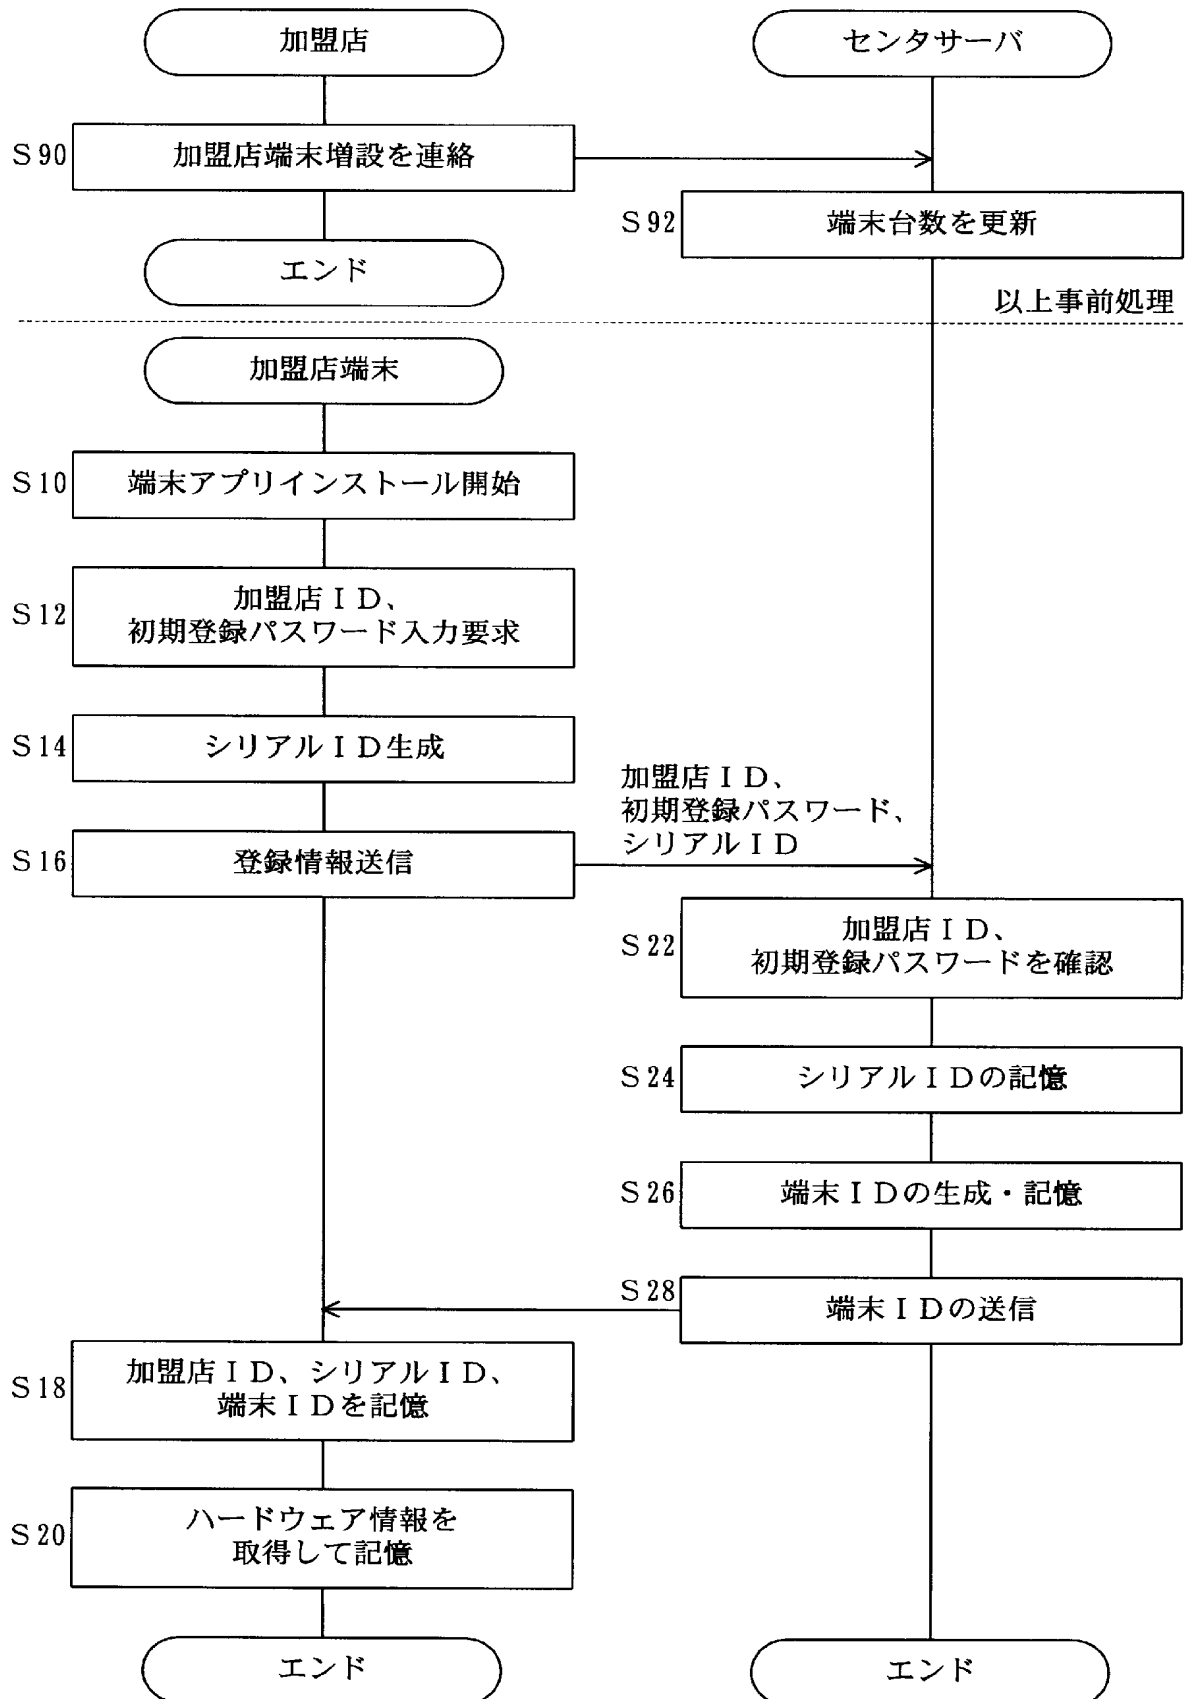 加盟店
センタサーバ
S90
加盟店端末増設を連絡
S92
端末台数を更新
エンド
以上事前処理
加盟店端末
S10
端末アプリインストール開始
S12
加盟店ID、
初期登録パスワード入力要求
S14
シリアルID生成
加盟店ID、
初期登録パスワード、
シリアルID
S16
登録情報送信
S22
加盟店ID、
初期登録パスワードを確認
S24
シリアルIDの記憶
S26
端末IDの生成・記憶
S28
端末IDの送信
S18
加盟店ID、シリアルID、
端末IDを記憶
S20
ハードウェア情報を
取得して記憶
エンド
エンド